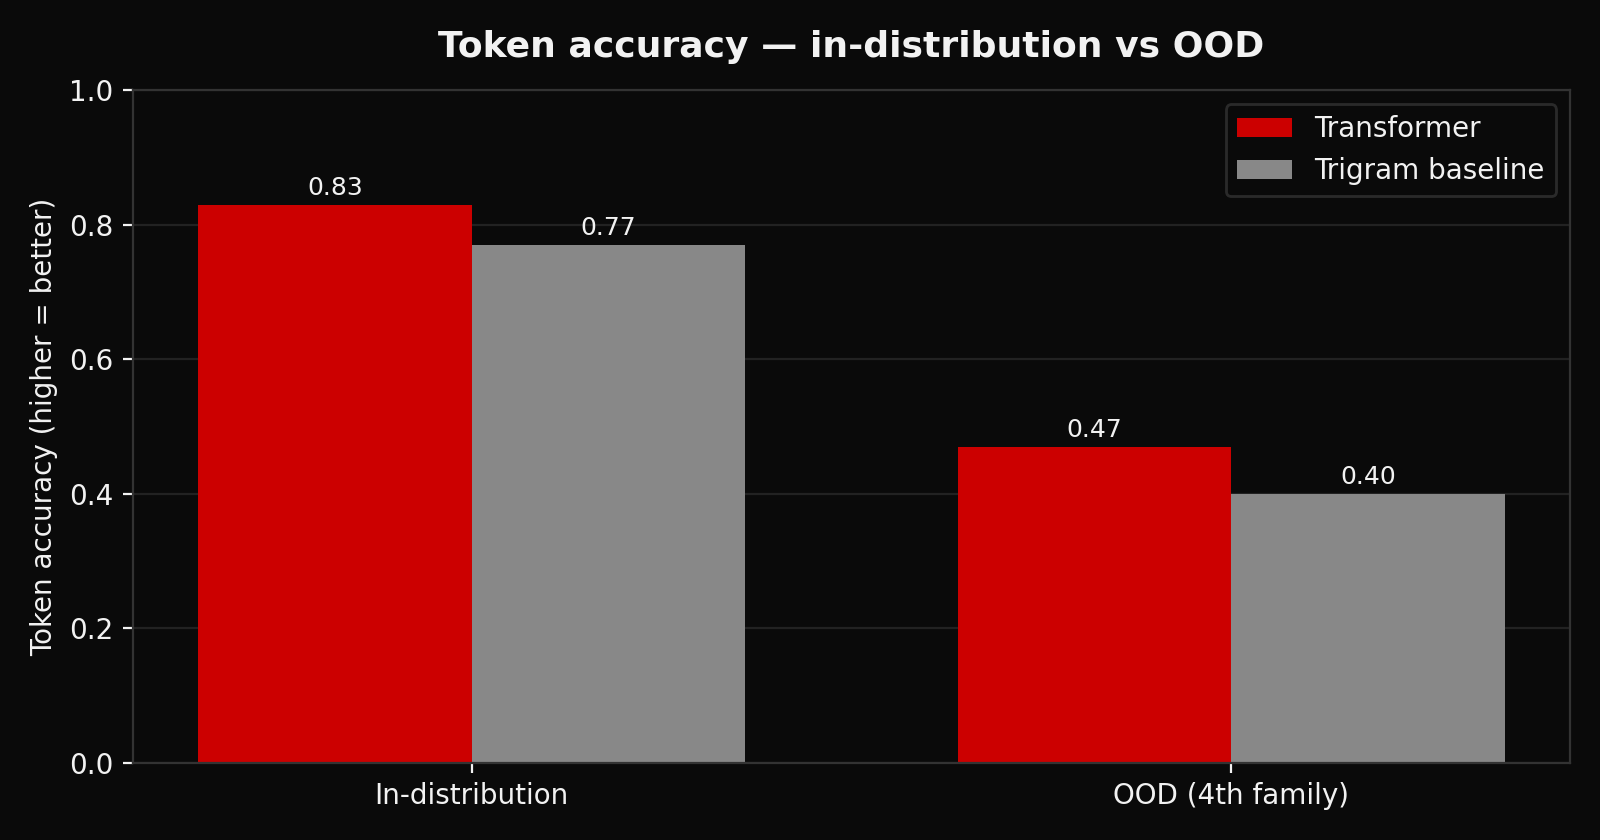 Token accuracy — in-distribution vs OOD
Token accuracy (higher = better)
1.0
0.8
0.6
0.4
0.2
0.0
Transformer
Trigram baseline
0.83
0.77
0.47
0.40
In-distribution
OOD (4th family)